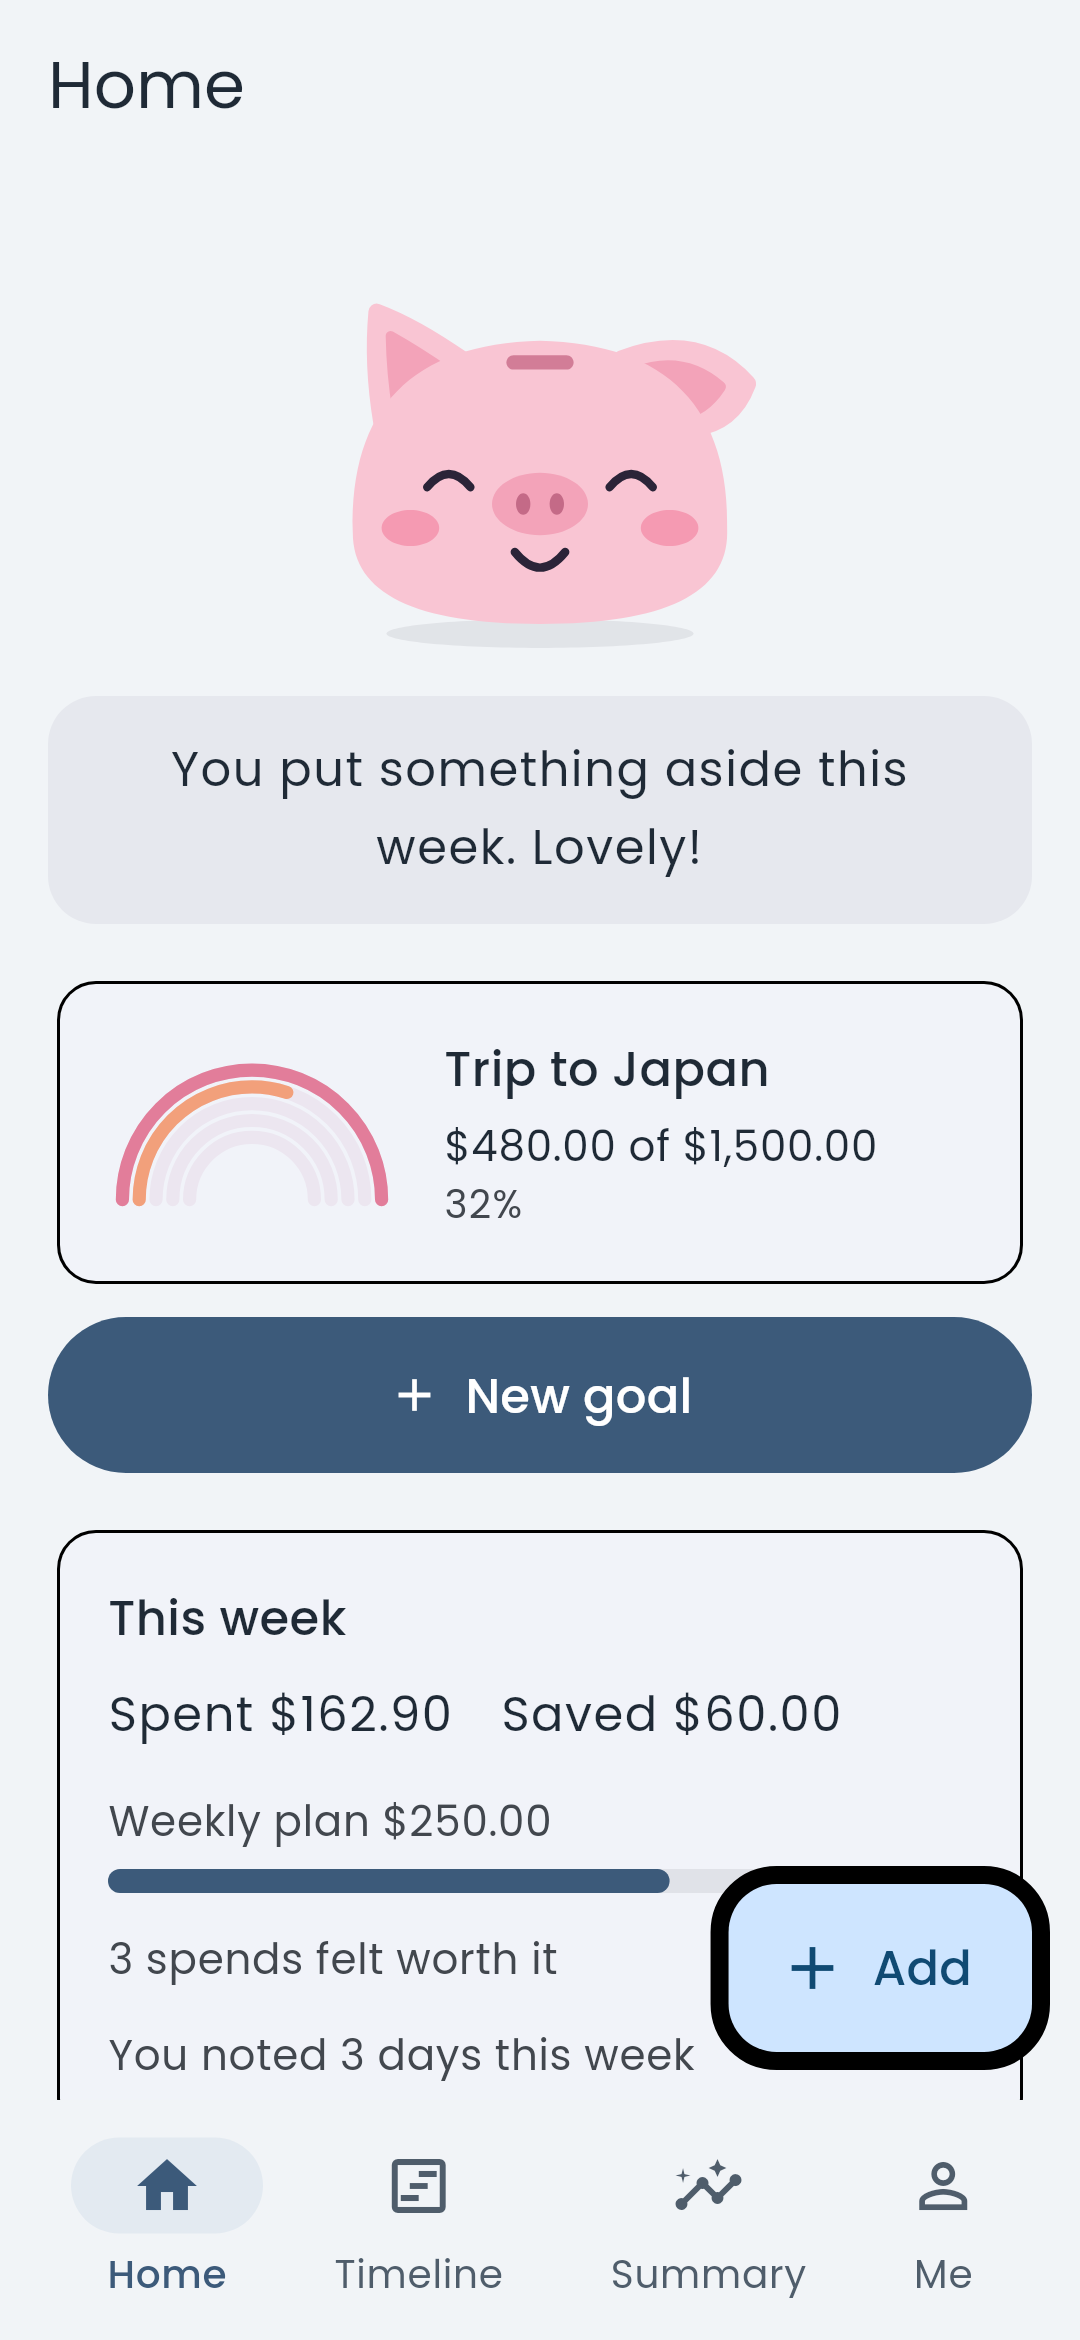 Home
You put something aside this
week. Lovely!
Trip to Japan
$480.00 of $1,500.00
32%
New goal
This week
Spent $162.90 Saved $60.00
Weekly plan $250.00
3 spends felt worth it
Add
You noted 3 days this week
Home Timeline Summary Me